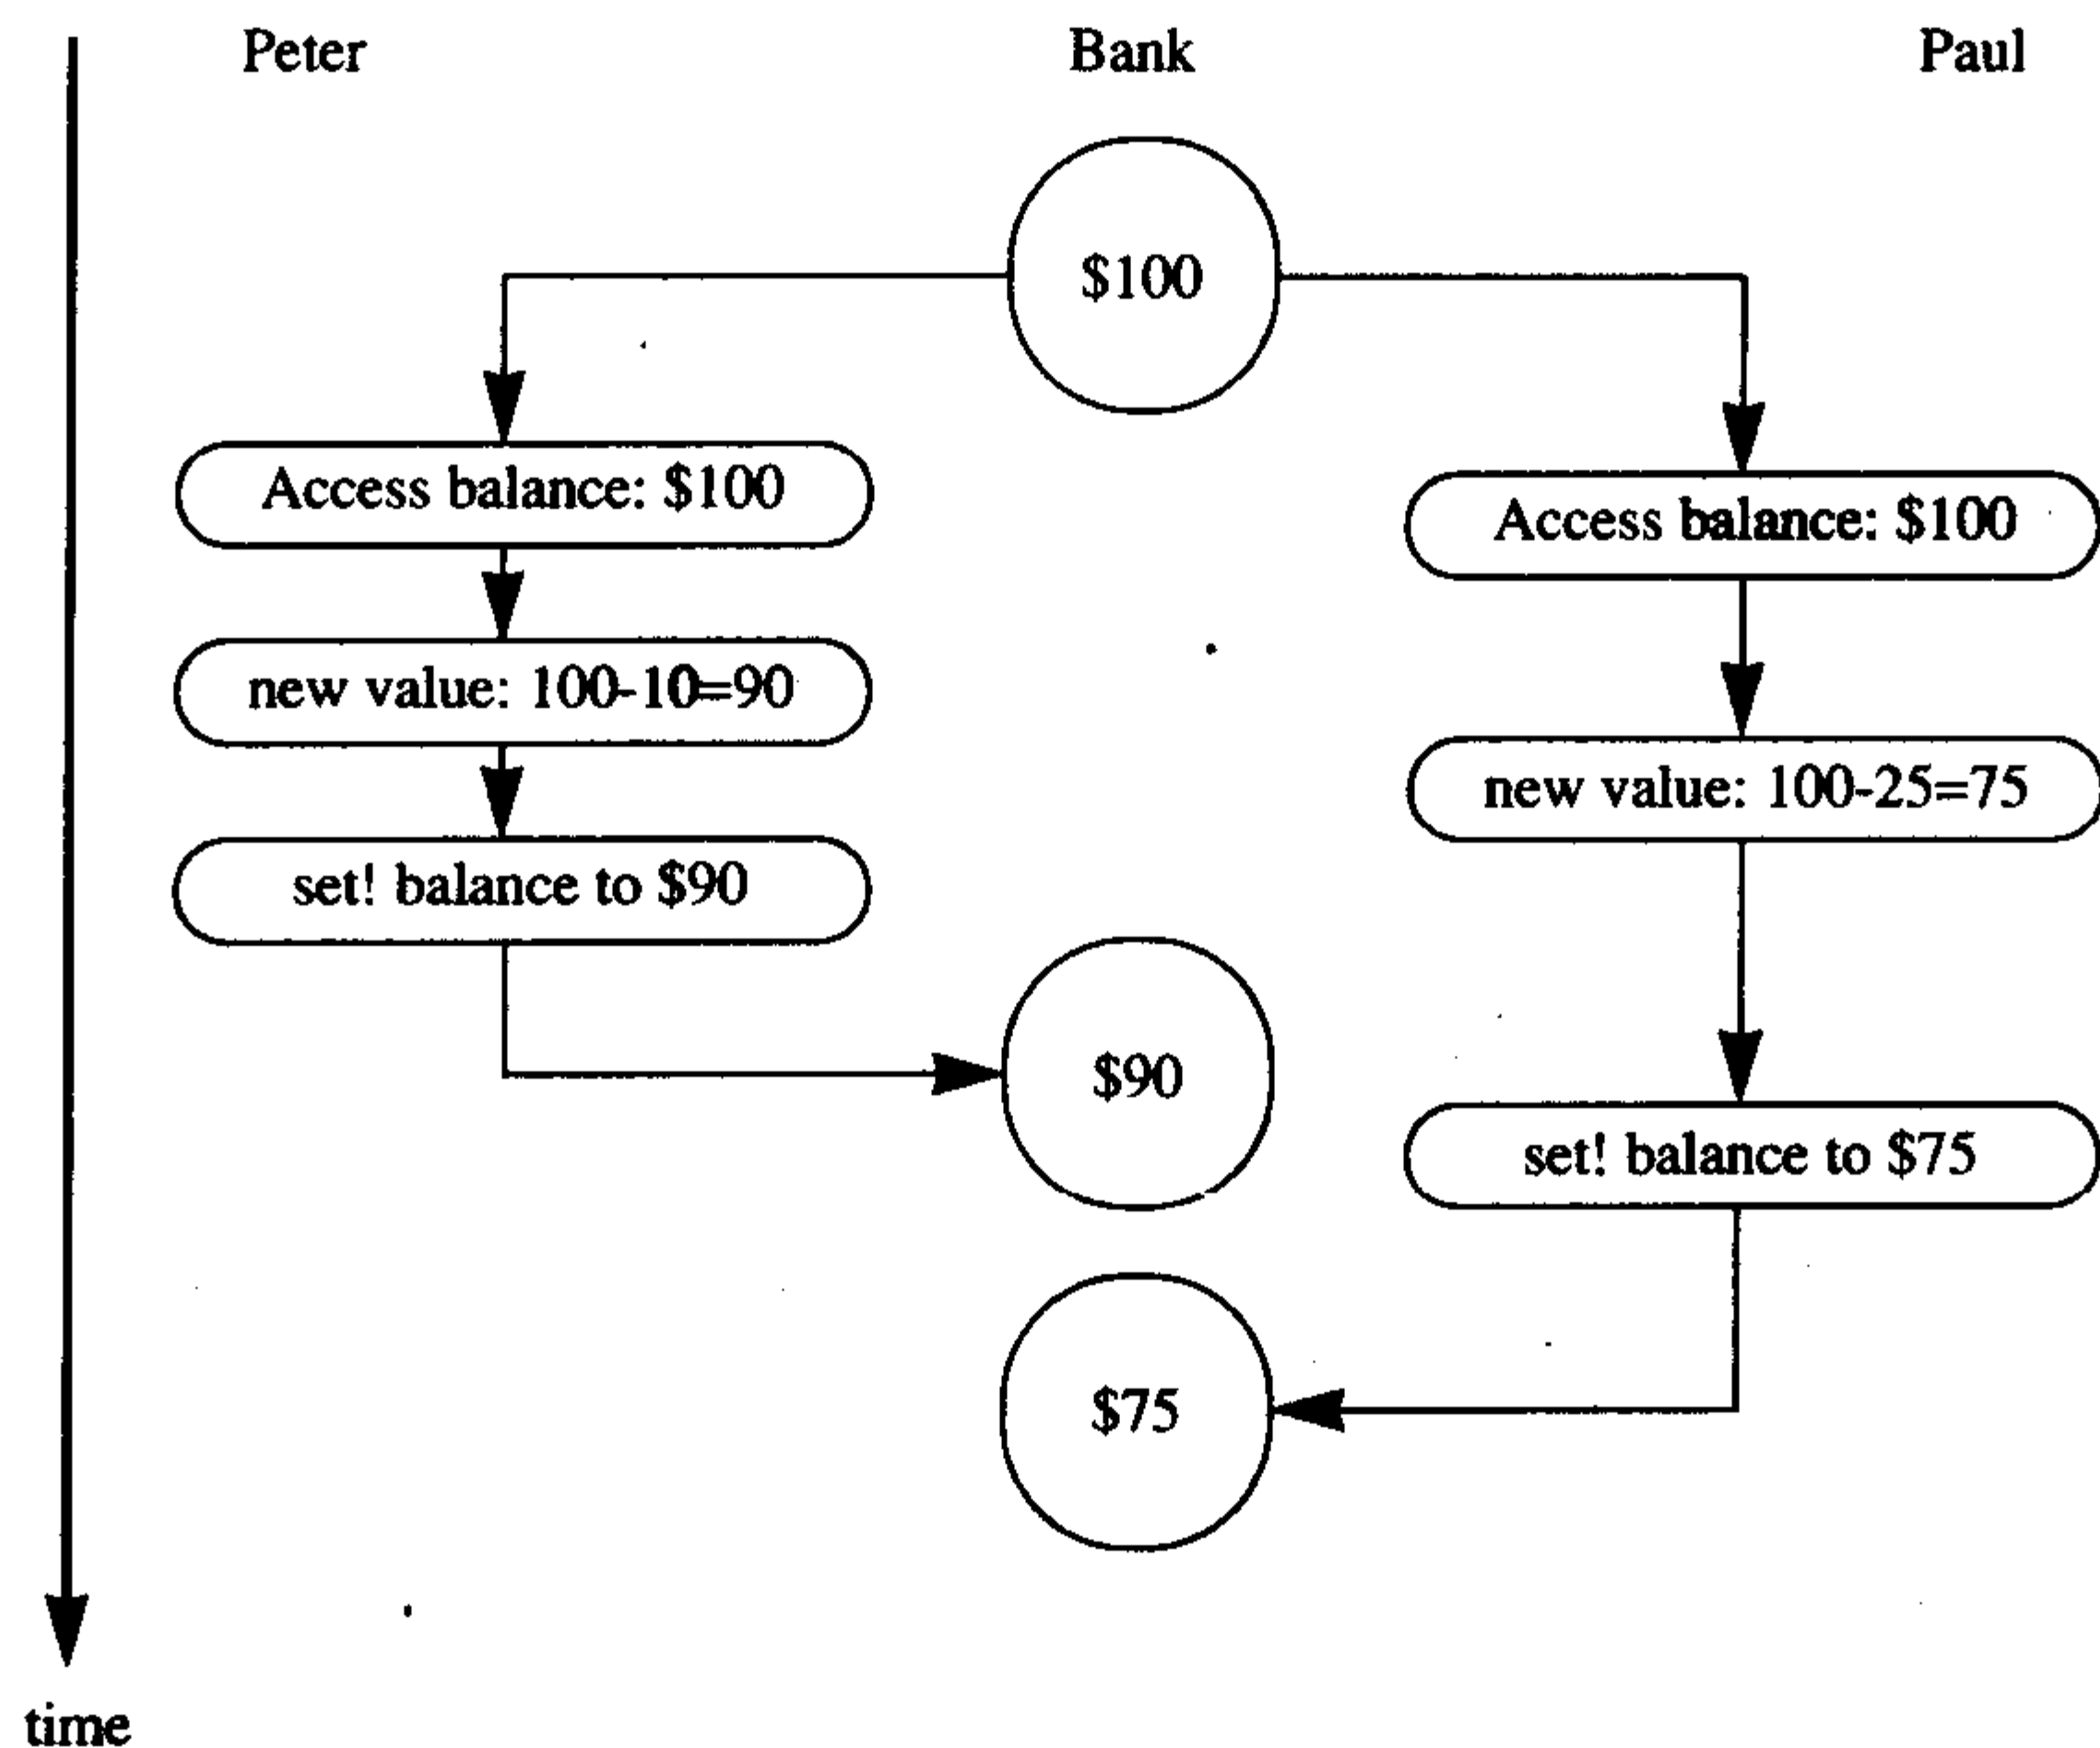 Peter Bank Paul
$100
Access balance: $100
Access balance: $100
new value: 100-10=90
new value: 100-25=75
set! balance to $90
$90
set! balance to $75
$75
time